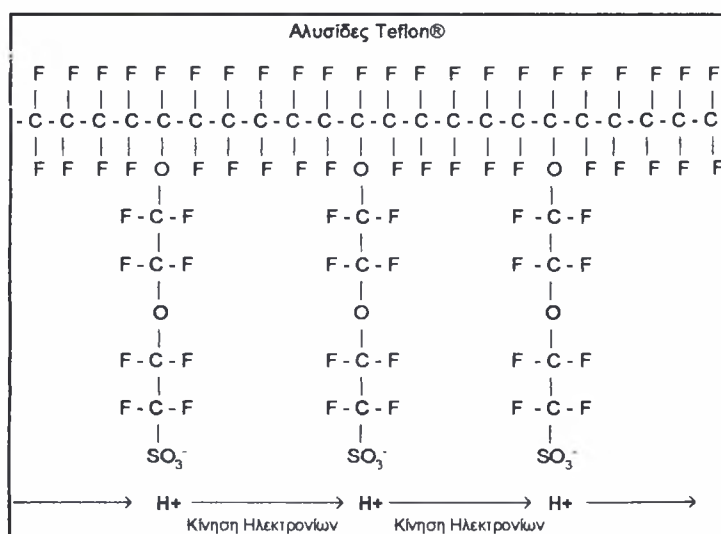 Αλυσίδες Teflon®
F F F F F F F F F F F F F F F F F F F F F F
-C-C-C-C-C-C-C-C-C-C-C-C-C-C-C-C-C-C-C-C-C-C
F F F F O F F F F F O F F F F F O F F F F F
F-C-F F-C-F F-C-F
F-C-F F-C-F F-C-F
O O O
F-C-F F-C-F F-C-F
F-C-F F-C-F F-C-F
SO₃⁻ SO₃⁻ SO₃⁻
H+ H+ H+
Κίνηση Ηλεκτρονίων Κίνηση Ηλεκτρονίων